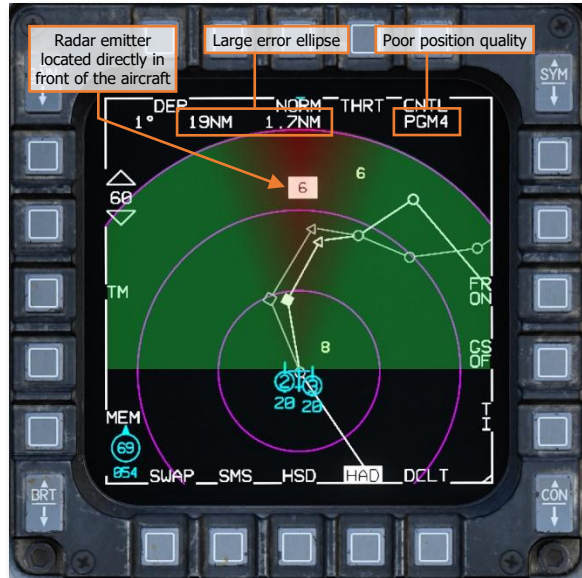 Radar emitter
located directly in
front of the aircraft
Large error ellipse
Poor position quality
SYM
DEP NORM THRT CNTL
1° 19NM 1.7NM PGM4
60
6
6
TM
FR
ON
8
GS
OF
2
20 20
MEM
69
054
TI
SWAP SMS HSD HAD DCLT
BRT
CON